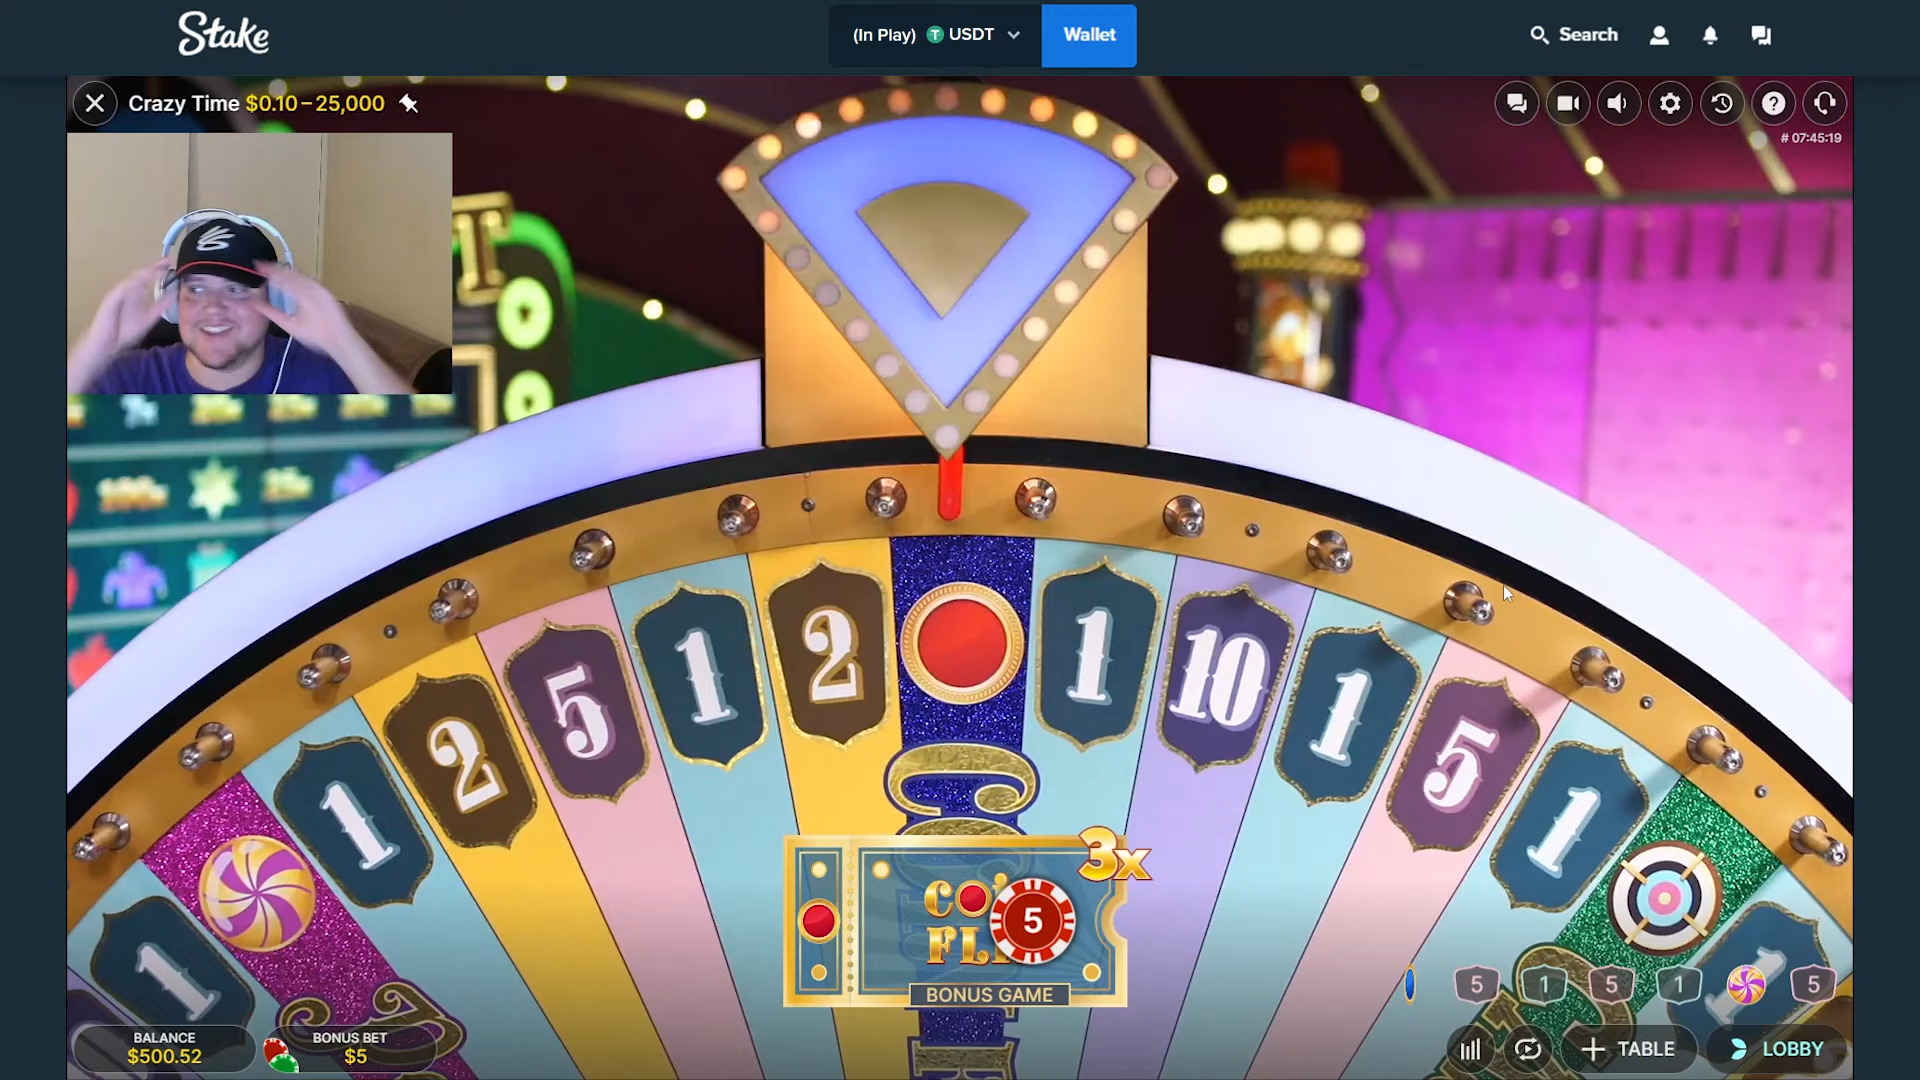 Stake
(In Play) USDT
Wallet
Search
Crazy Time $0.10 – 25,000
# 07:45:19
1
1
2
5
1
2
1
10
1
5
1
1
3x
5
BONUS GAME
5
1
5
1
5
BALANCE
$500.52
BONUS BET
$5
+ TABLE
LOBBY